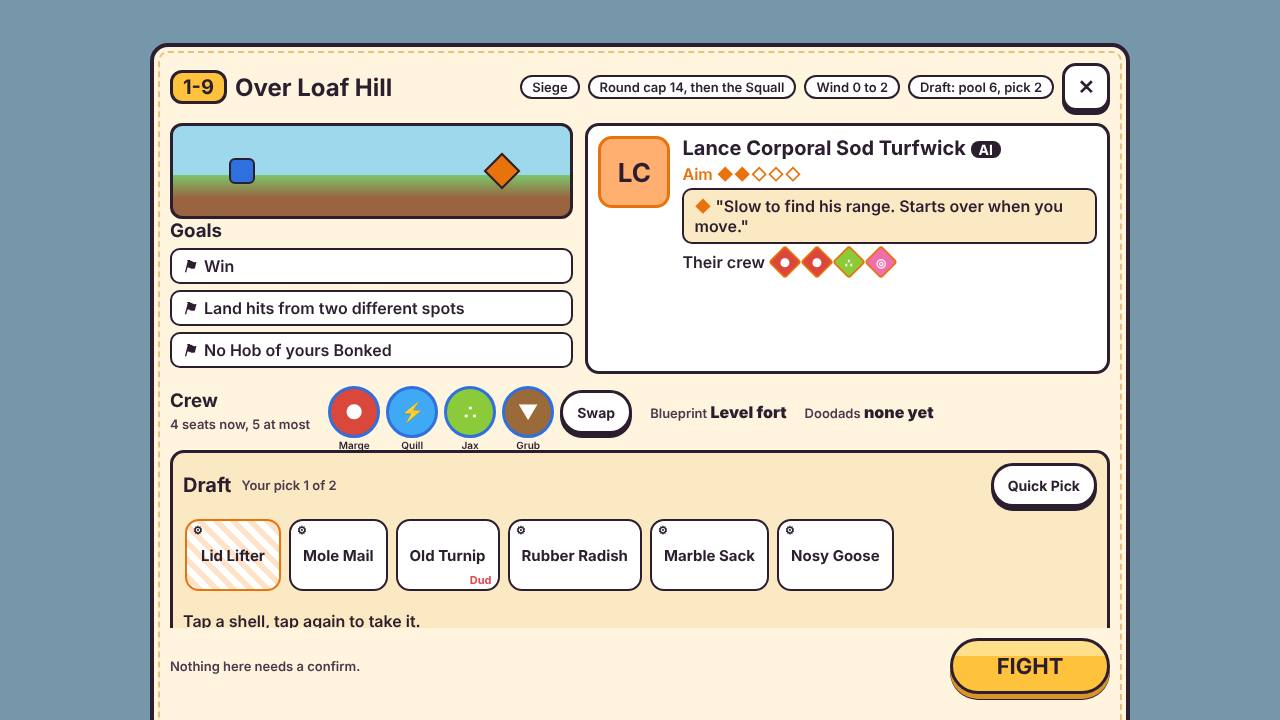 1-9 Over Loaf Hill
Siege
Round cap 14, then the Squall
Wind 0 to 2
Draft: pool 6, pick 2
✕
LC
Lance Corporal Sod Turfwick AI
Aim
"Slow to find his range. Starts over when you
move."
Their crew
Goals
Win
Land hits from two different spots
No Hob of yours Bonked
Crew
4 seats now, 5 at most
Marge
Quill
Jax
Grub
Swap
Blueprint Level fort
Doodads none yet
Draft
Your pick 1 of 2
Quick Pick
Lid Lifter
Mole Mail
Old Turnip
Dud
Rubber Radish
Marble Sack
Nosy Goose
Tap a shell, tap again to take it.
Nothing here needs a confirm.
FIGHT